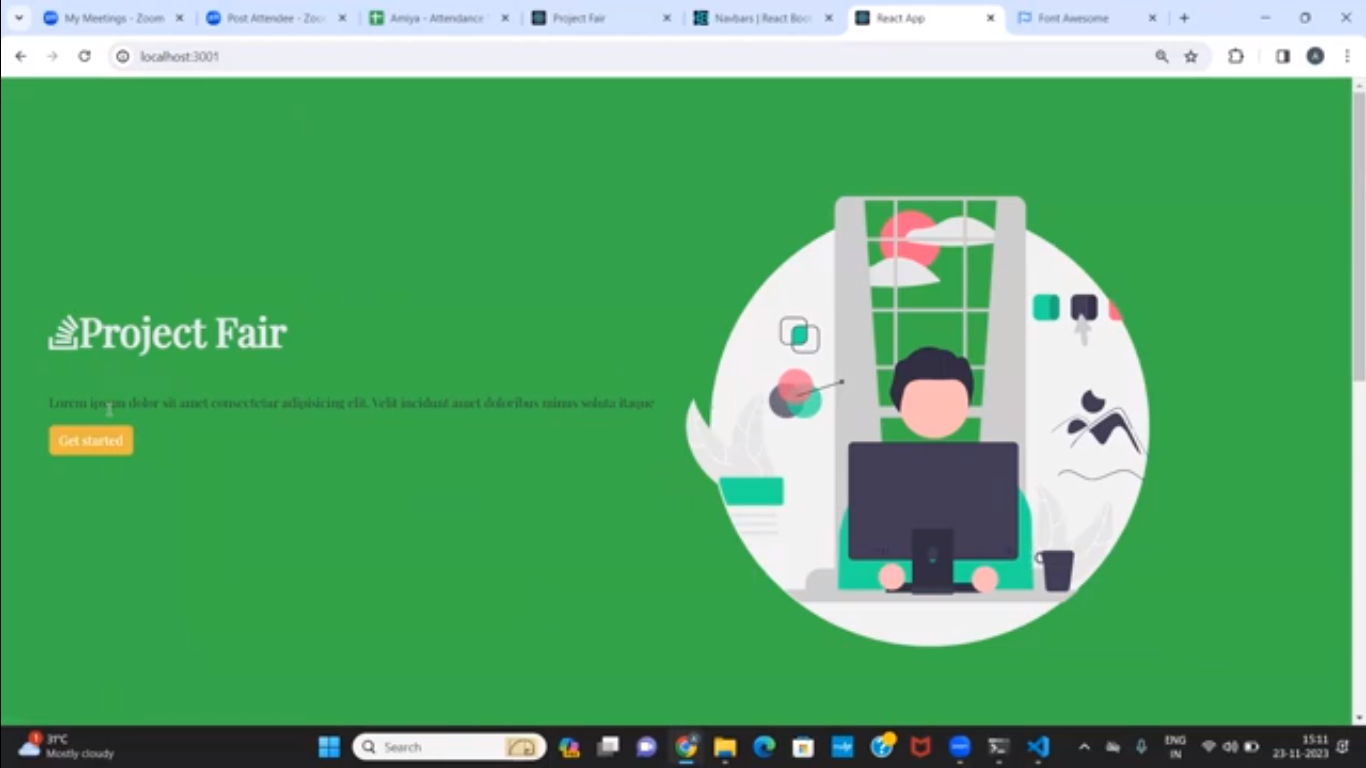 My Meetings - Zoom
Post Attendee - Zoo
Amiya - Attendance
Project Fair
Navbars | React Boo
React App
Font Awesome
localhost:3001
Project Fair
Lorem ipsum dolor sit amet consectetur adipisicing elit. Velit incidunt amet doloribus minus soluta itaque
Get started
31°C
Mostly cloudy
Search
ENG
IN
15:11
23-11-2023